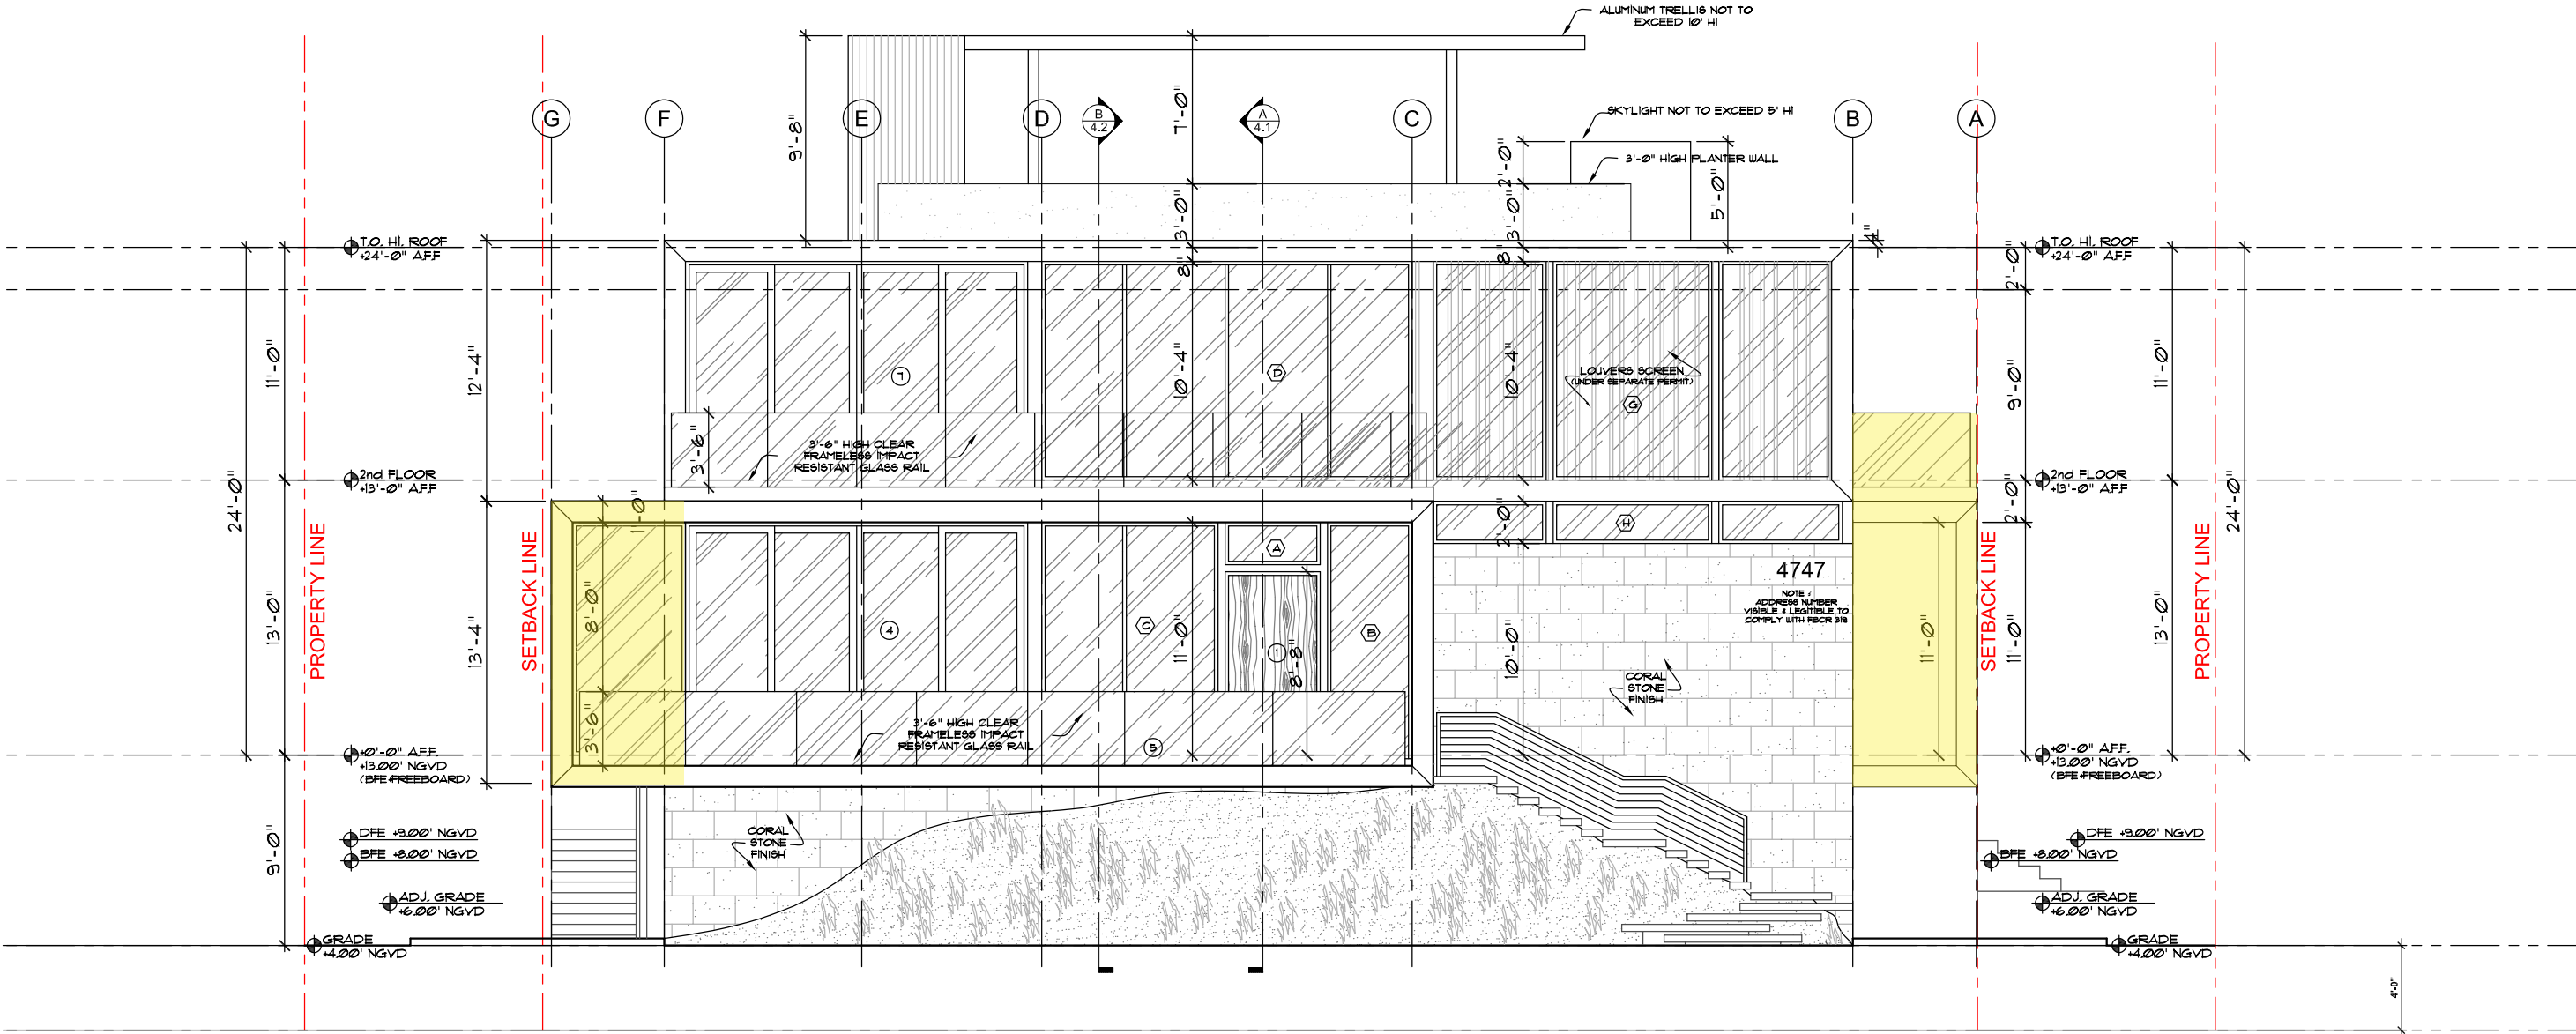 ALUMINUM TRELLIS NOT TO
EXCEED 10' HI
9'-8"
7'-0"
G
F
E
D
B
4.2
A
4.1
C
B
A
SKYLIGHT NOT TO EXCEED 5' HI
3'-0" HIGH PLANTER WALL
2'-0"
5'-0"
3'-0"
3'-0"
T.O. HI. ROOF
+24'-0" A.F.F
4"
T.O. HI. ROOF
+24'-0" A.F.F
8"
8"
2'-0"
11'-0"
12'-4"
7
10'-4"
D
10'-4"
LOUVERS SCREEN
(UNDER SEPARATE PERMIT)
G
9'-0"
11'-0"
3'-6"
3'-6" HIGH CLEAR
FRAMELESS IMPACT
RESISTANT GLASS RAIL
2nd FLOOR
+13'-0" A.F.F
2nd FLOOR
+13'-0" A.F.F
24'-0"
1'-0"
2'-0"
H
2'-0"
24'-0"
PROPERTY LINE
SETBACK LINE
A
4747
NOTE :
ADDRESS NUMBER
VISIBLE & LEGITIBLE TO
COMPLY WITH FBCR 319
SETBACK LINE
PROPERTY LINE
13'-0"
13'-4"
8'-0"
4
C
11'-0"
1
8'-8"
B
10'-0"
11'-0"
11'-0"
13'-0"
CORAL
STONE
FINISH
3'-6"
3'-6" HIGH CLEAR
FRAMELESS IMPACT
RESISTANT GLASS RAIL
5
+0'-0" A.F.F.
+13.00' NGVD
(BFE+FREEBOARD)
+0'-0" A.F.F.
+13.00' NGVD
(BFE+FREEBOARD)
9'-0"
DFE +9.00' NGVD
BFE +8.00' NGVD
CORAL
STONE
FINISH
DFE +9.00' NGVD
BFE +8.00' NGVD
ADJ. GRADE
+6.00' NGVD
ADJ. GRADE
+6.00' NGVD
GRADE
+4.00' NGVD
GRADE
+4.00' NGVD
4'-0"